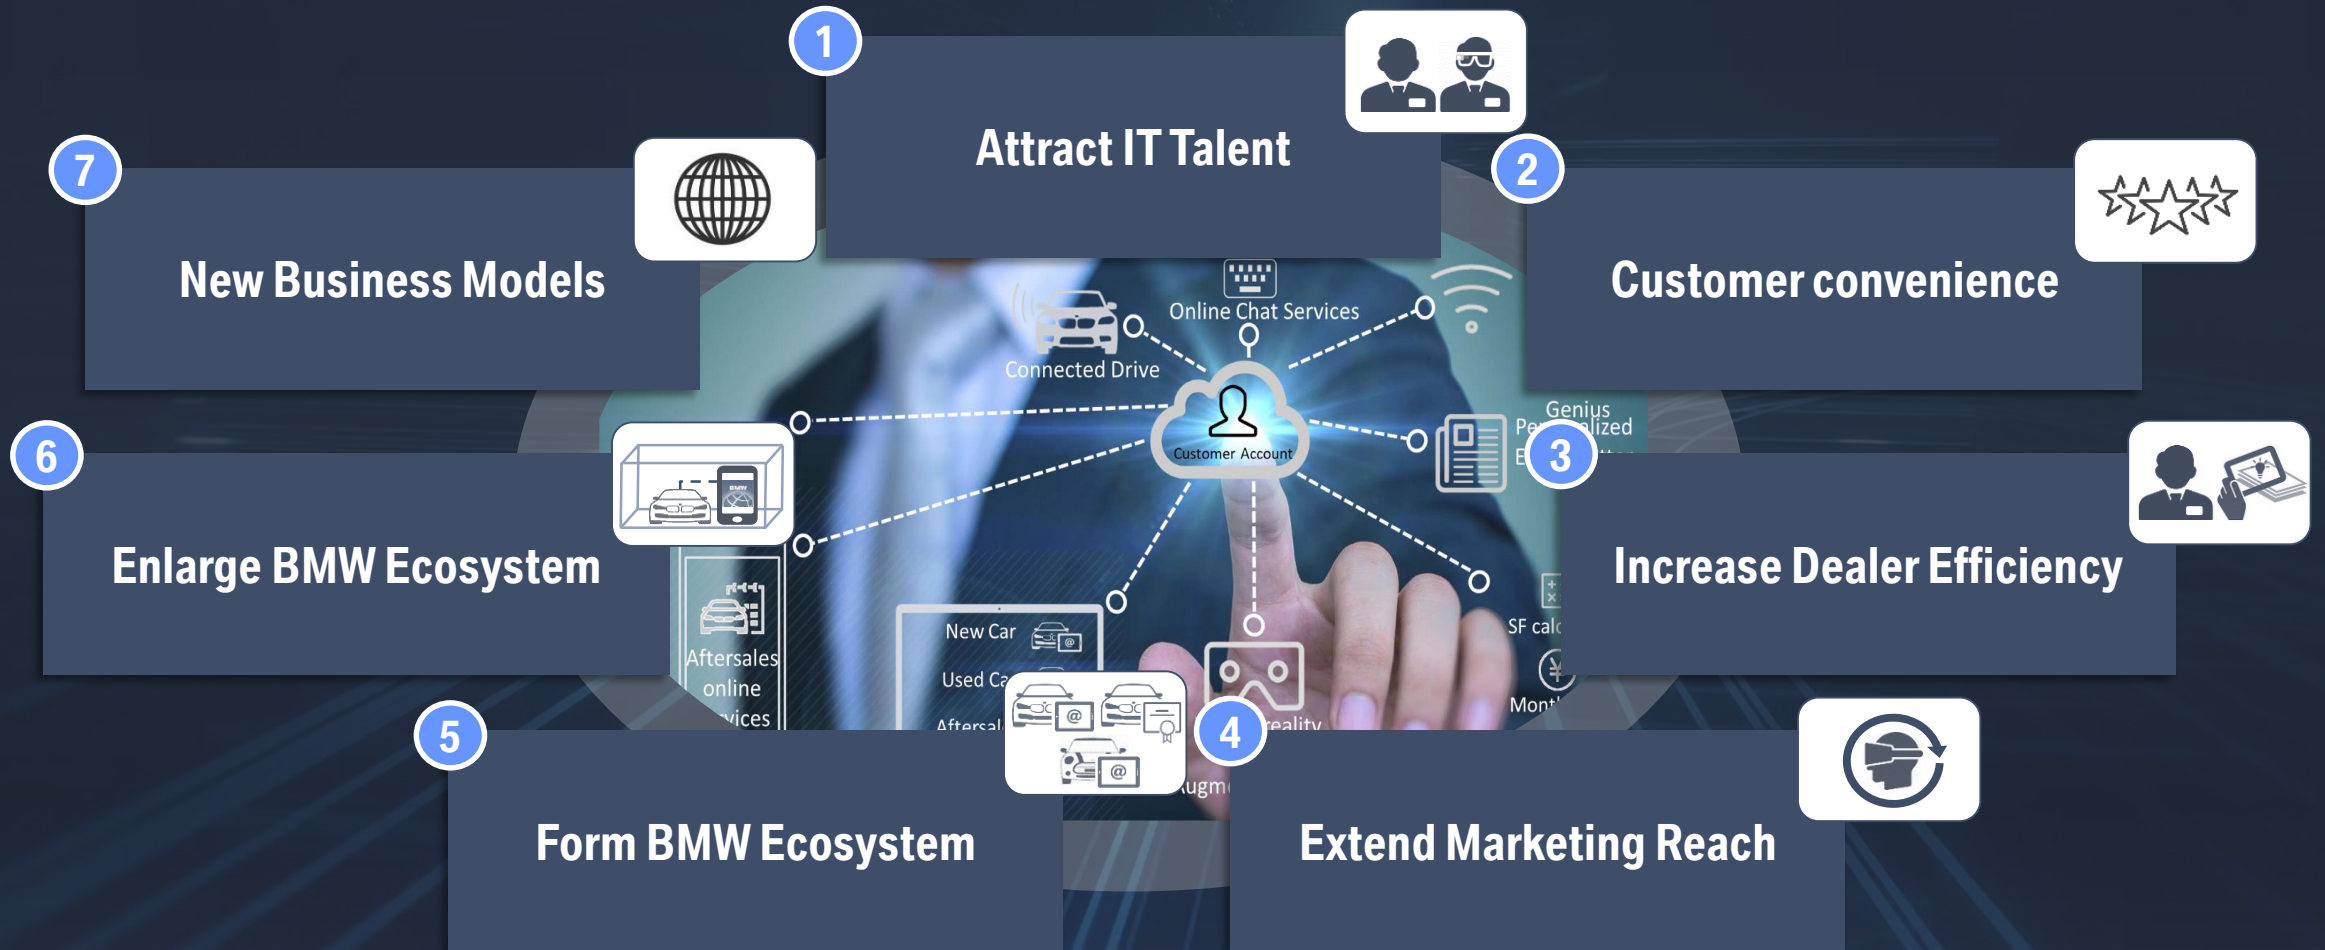 1
Attract IT Talent
2
Customer convenience
3
Increase Dealer Efficiency
4
Extend Marketing Reach
5
Form BMW Ecosystem
6
Enlarge BMW Ecosystem
7
New Business Models
Online Chat Services
Connected Drive
Customer Account
Genius
BMW
Aftersales
online
New Car
@
Used
@
@
SF
¥